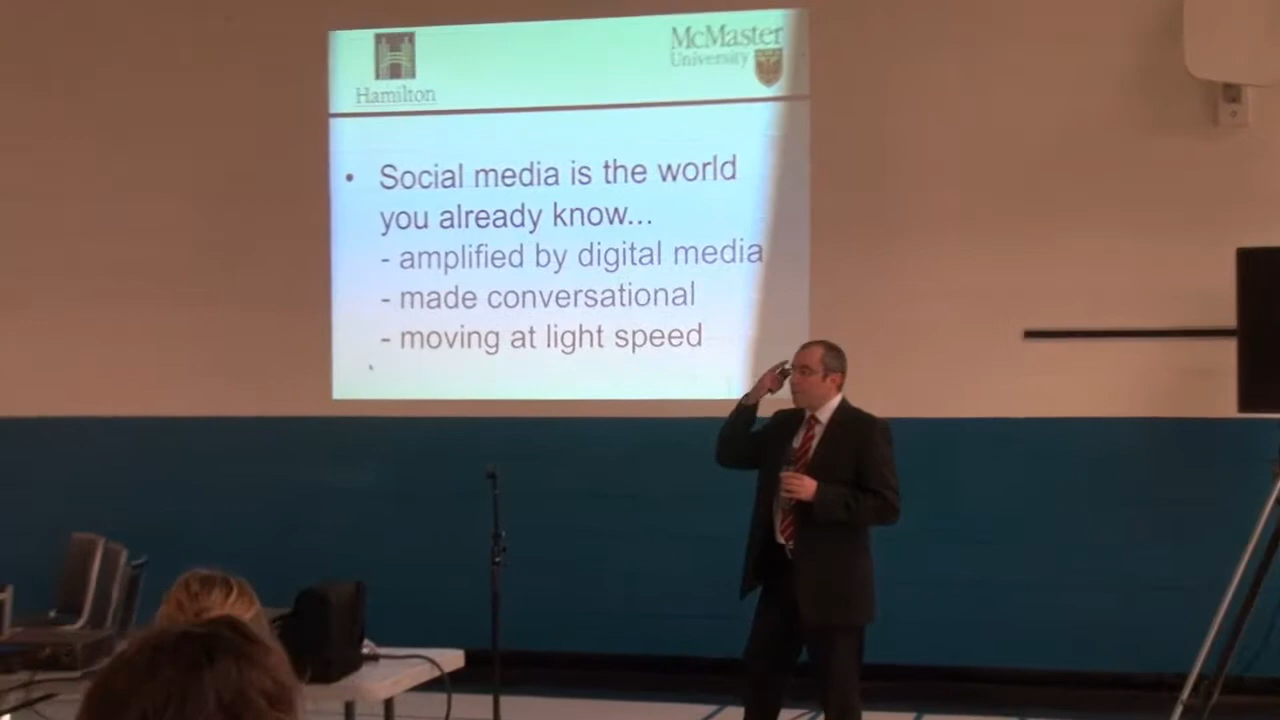 Hamilton
McMaster
University
• Social media is the world
you already know...
- amplified by digital media
- made conversational
- moving at light speed